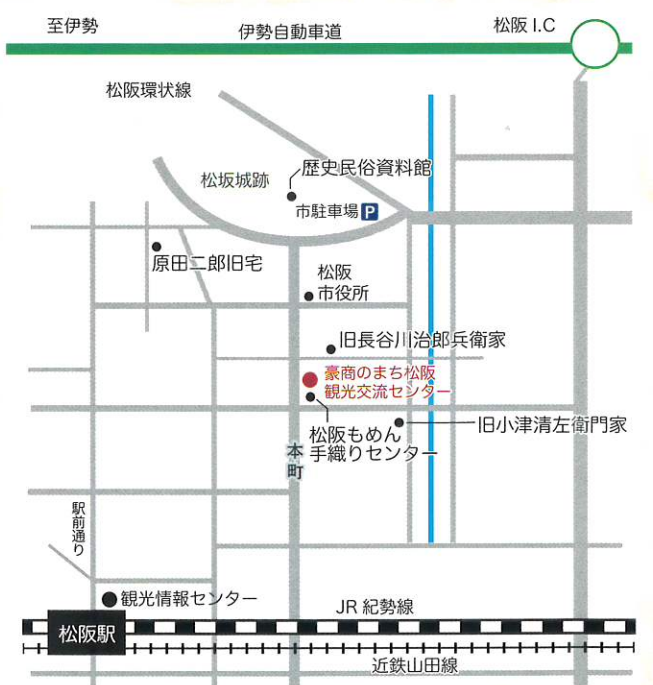 至伊勢
伊勢自動車道
松阪I.C
松阪環状線
歴史民俗資料館
松坂城跡
市駐車場 P
原田二郎旧宅
松阪
市役所
旧長谷川治郎兵衛家
豪商のまち松阪
観光交流センター
旧小津清左衛門家
松阪もめん
手織りセンター
本町
駅前通り
観光情報センター
JR紀勢線
松阪駅
近鉄山田線